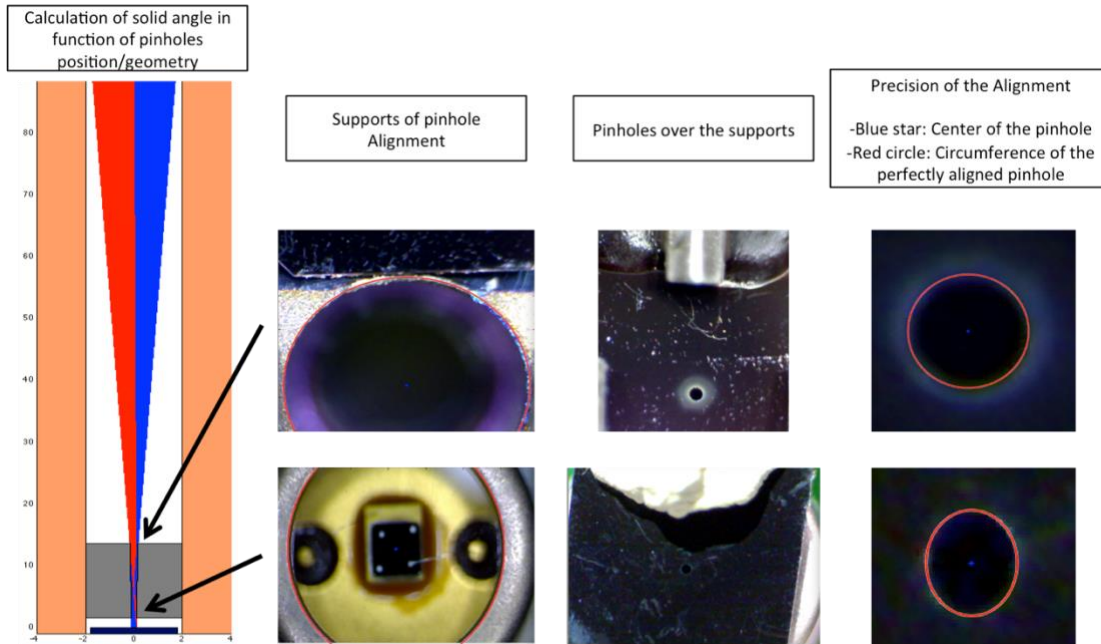 Calculation of solid angle in
function of pinholes
position/geometry
Supports of pinhole
Alignment
Pinholes over the supports
Precision of the Alignment
-Blue star: Center of the pinhole
-Red circle: Circumference of the
perfectly aligned pinhole
80
70
60
50
40
30
20
10
0
-4
-2
0
2
4